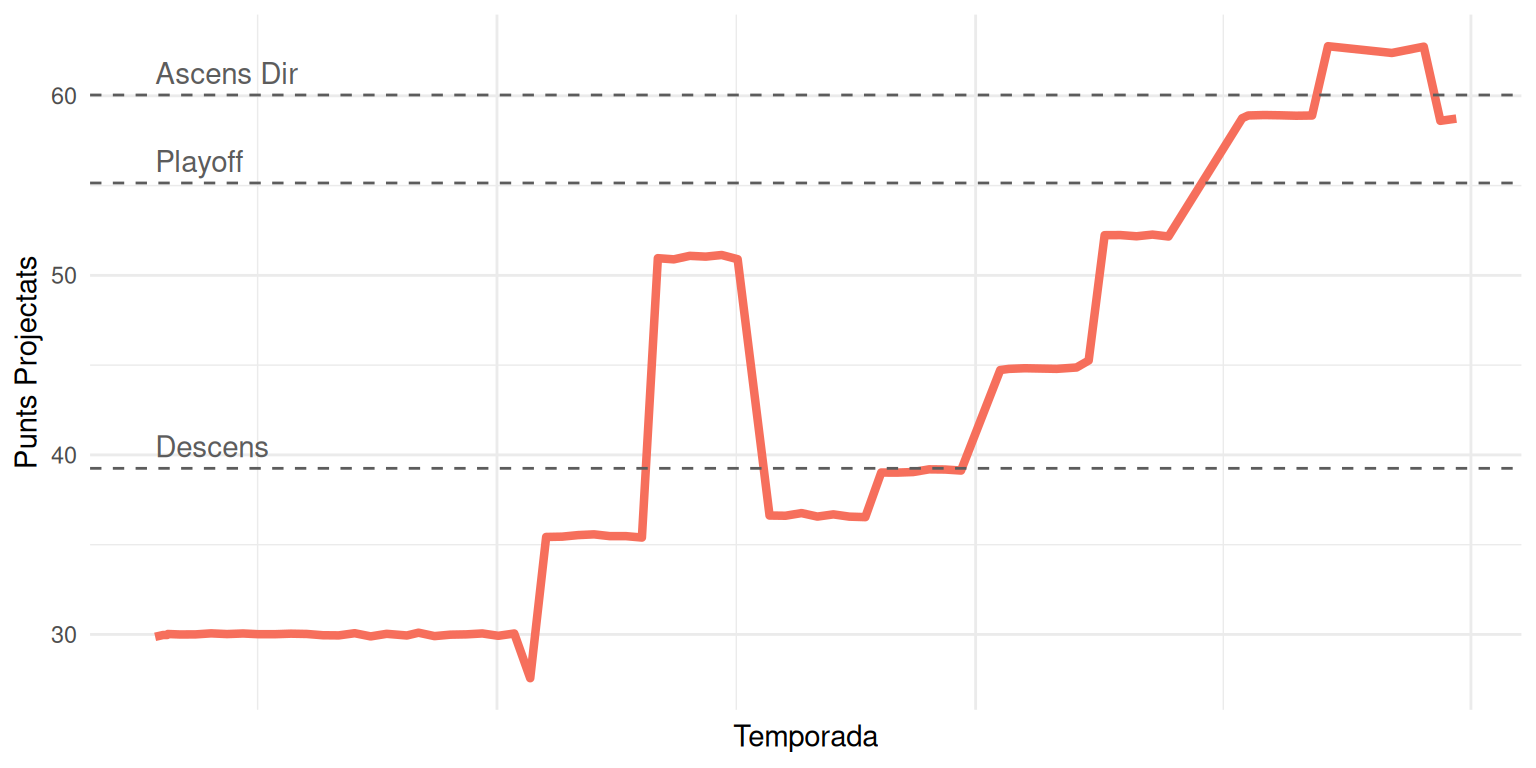 Ascens Dir
60
Playoff
50
Punts Projectats
Descens
40
30
Temporada